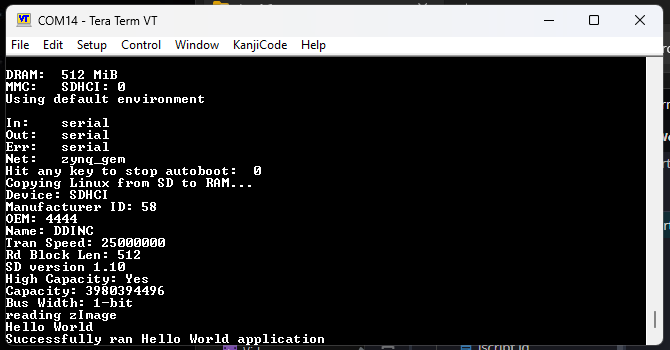 COM14 - Tera Term VT
File Edit Setup Control Window KanjiCode Help
DRAM:  512 MiB
MMC:   SDHCI: 0
Using default environment
In:    serial
Out:   serial
Err:   serial
Net:   zynq_gem
Hit any key to stop autoboot:  0
Copying Linux from SD to RAM...
Device: SDHCI
Manufacturer ID: 58
OEM: 4444
Name: DDINC
Tran Speed: 25000000
Rd Block Len: 512
SD version 1.10
High Capacity: Yes
Capacity: 3980394496
Bus Width: 1-bit
reading zImage
Hello World
Successfully ran Hello World application